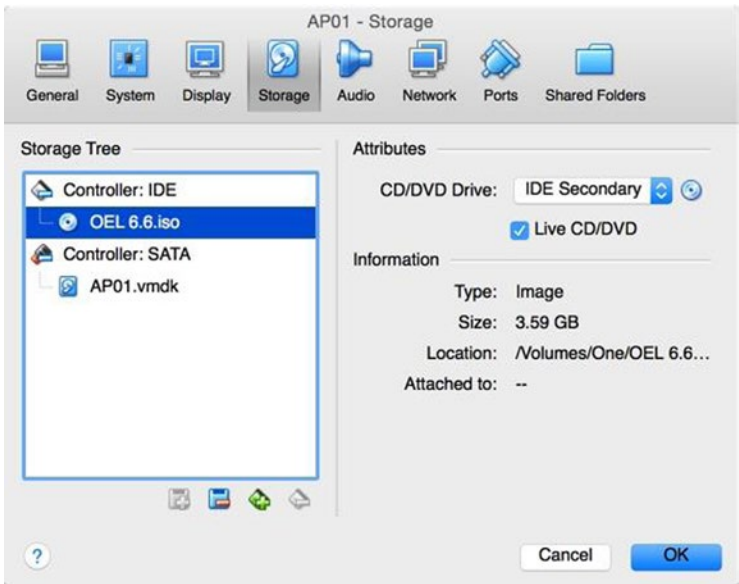 AP01 - Storage
General System Display Storage Audio Network Ports Shared Folders
Storage Tree
Controller: IDE
OEL 6.6.iso
Controller: SATA
AP01.vmdk
Attributes
CD/DVD Drive: IDE Secondary
Live CD/DVD
Information
Type: Image
Size: 3.59 GB
Location: /Volumes/One/OEL 6.6...
Attached to: --
?
Cancel OK